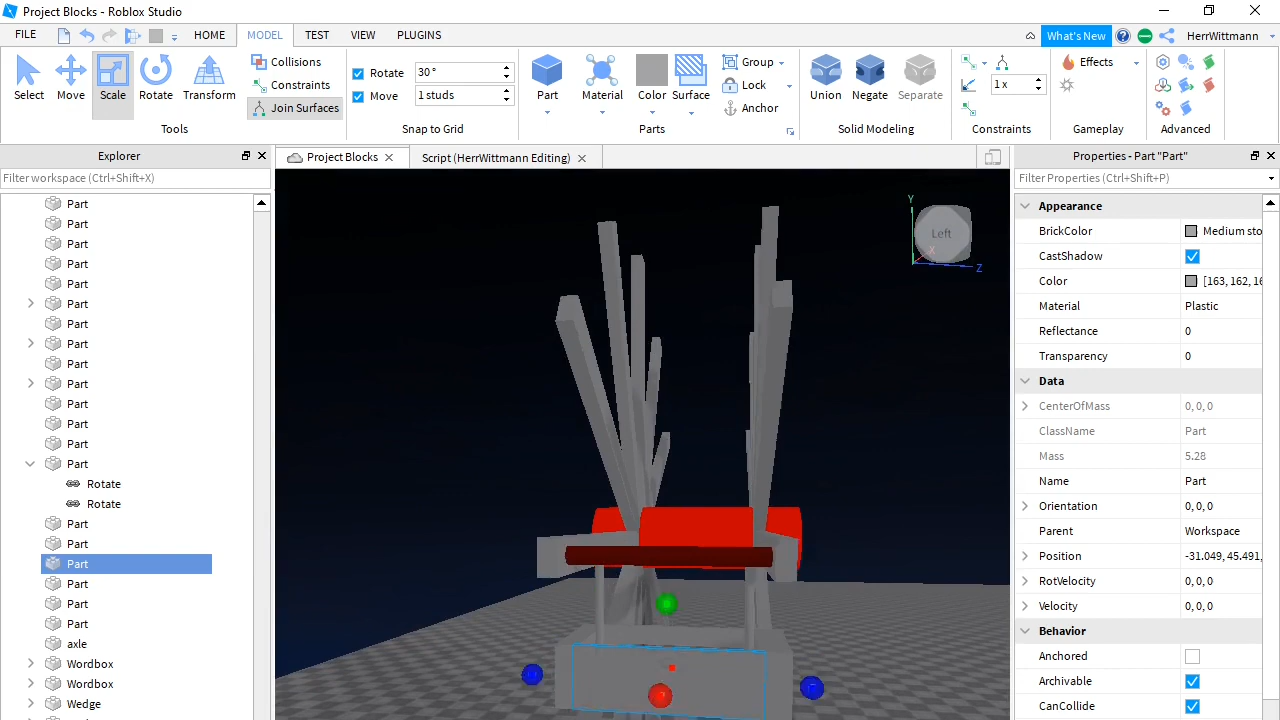 Project Blocks - Roblox Studio
FILE HOME MODEL TEST VIEW PLUGINS What's New HerrWittmann
Select Move Scale Rotate Transform
Collisions
Constraints
Join Surfaces
Tools
Rotate 30°
Move 1 studs
Snap to Grid
Part Material Color Surface
Group
Lock
Anchor
Parts
Union Negate Separate
Solid Modeling
1 x
Constraints
Effects
Gameplay
Advanced
Explorer
Filter workspace (Ctrl+Shift+X)
Part
Part
Part
Part
Part
Part
Part
Part
Part
Part
Part
Part
Part
Part
Rotate
Rotate
Part
Part
Part
Part
Part
Part
axle
Wordbox
Wordbox
Wedge
Project Blocks
Script (HerrWittmann Editing)
Y
Left
X
Z
Properties - Part "Part"
Filter Properties (Ctrl+Shift+P)
Appearance
BrickColor Medium sto
CastShadow
Color [163, 162, 16
Material Plastic
Reflectance 0
Transparency 0
Data
CenterOfMass 0, 0, 0
ClassName Part
Mass 5.28
Name Part
Orientation 0, 0, 0
Parent Workspace
Position -31.049, 45.491,
RotVelocity 0, 0, 0
Velocity 0, 0, 0
Behavior
Anchored
Archivable
CanCollide